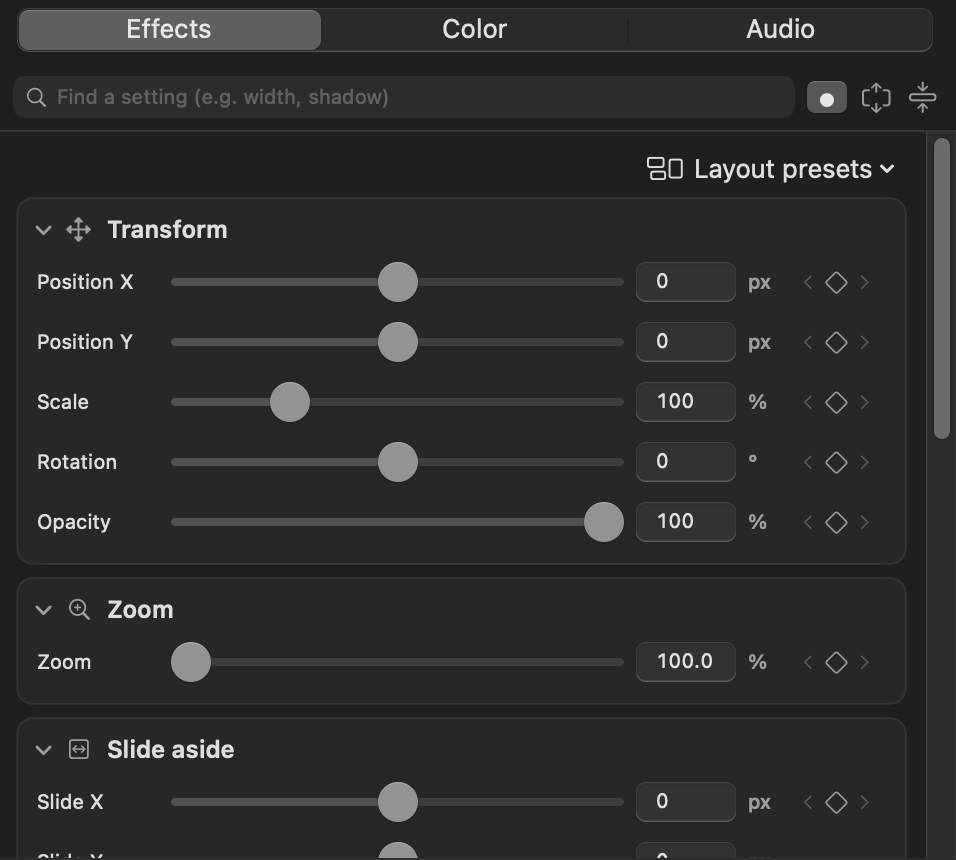 Effects Color Audio
Find a setting (e.g. width, shadow)
Layout presets
Transform
Position X 0 px
Position Y 0 px
Scale 100 %
Rotation 0 °
Opacity 100 %
Zoom
Zoom 100.0 %
Slide aside
Slide X 0 px